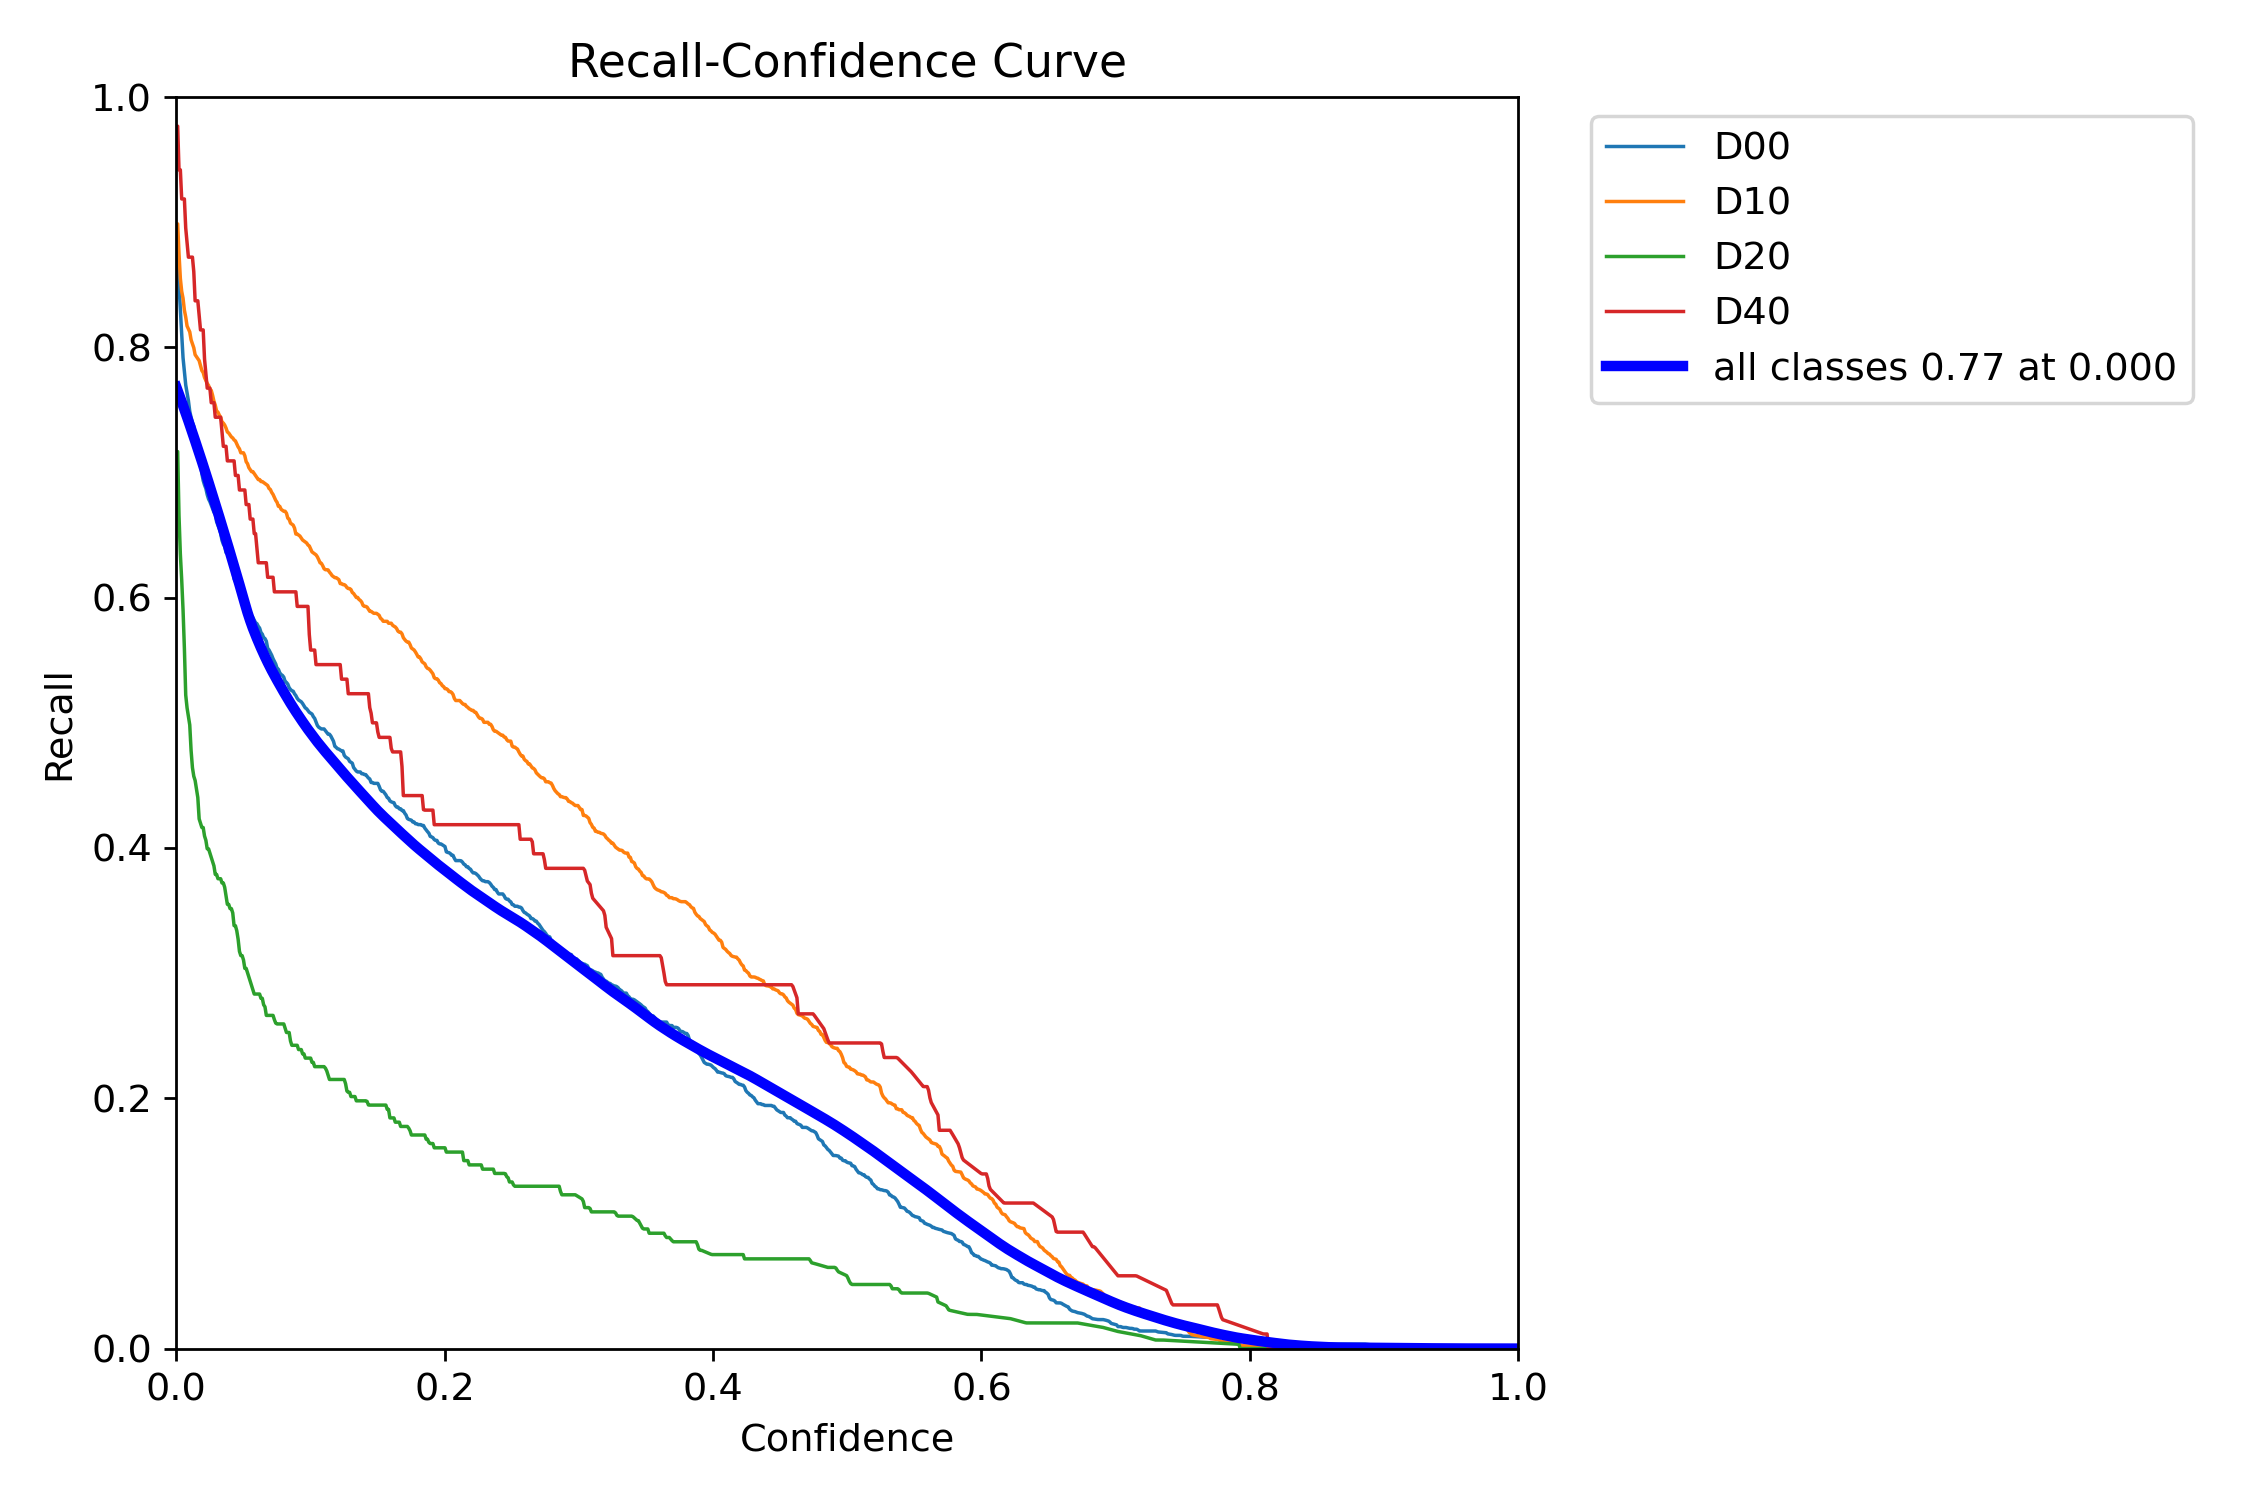 Recall-Confidence Curve
1.0
0.8
0.6
0.4
0.2
0.0
Recall
0.0 0.2 0.4 0.6 0.8 1.0
Confidence
D00
D10
D20
D40
all classes 0.77 at 0.000